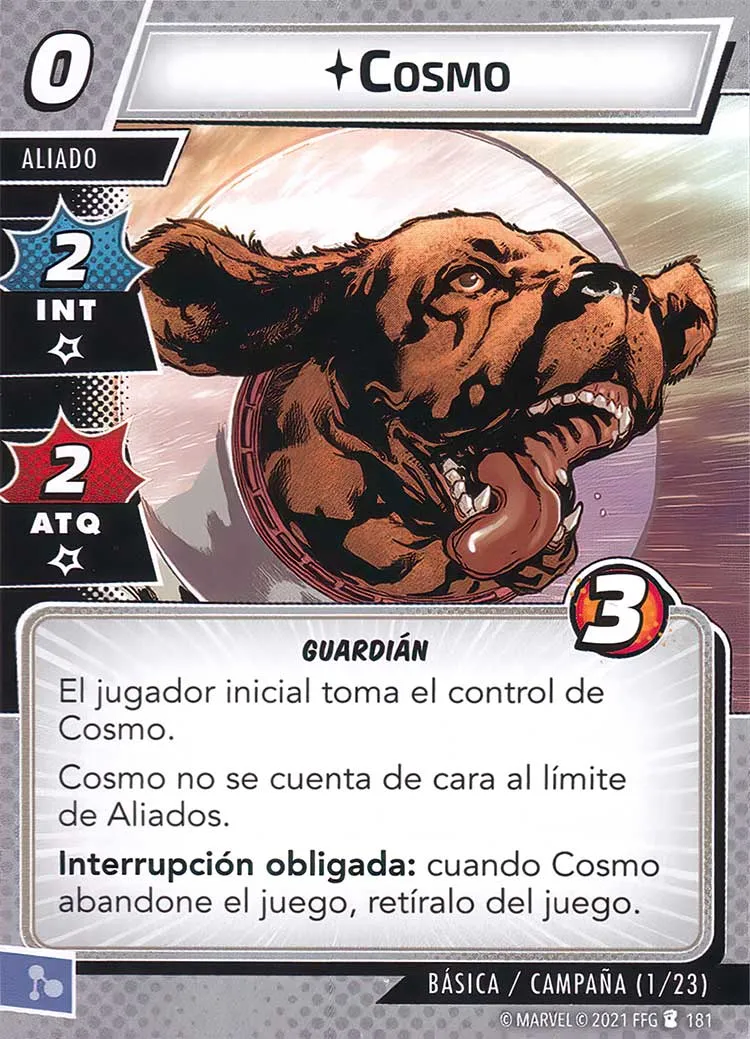 0
Cosmo
ALIADO
2
INT
2
ATQ
3
GUARDIÁN
El jugador inicial toma el control de
Cosmo.
Cosmo no se cuenta de cara al límite
de Aliados.
Interrupción obligada: cuando Cosmo
abandone el juego, retíralo del juego.
BÁSICA / CAMPAÑA (1/23)
© MARVEL © 2021 FFG 181